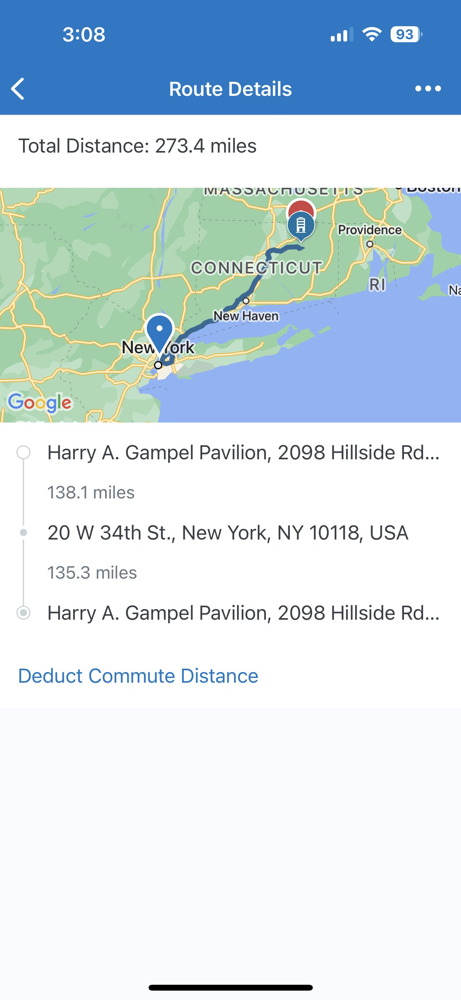 3:08
93
Route Details
Total Distance: 273.4 miles
MASSACHUSETTS
Boston
Providence
CONNECTICUT
RI
Na
New Haven
New York
Google
Harry A. Gampel Pavilion, 2098 Hillside Rd...
138.1 miles
20 W 34th St., New York, NY 10118, USA
135.3 miles
Harry A. Gampel Pavilion, 2098 Hillside Rd...
Deduct Commute Distance